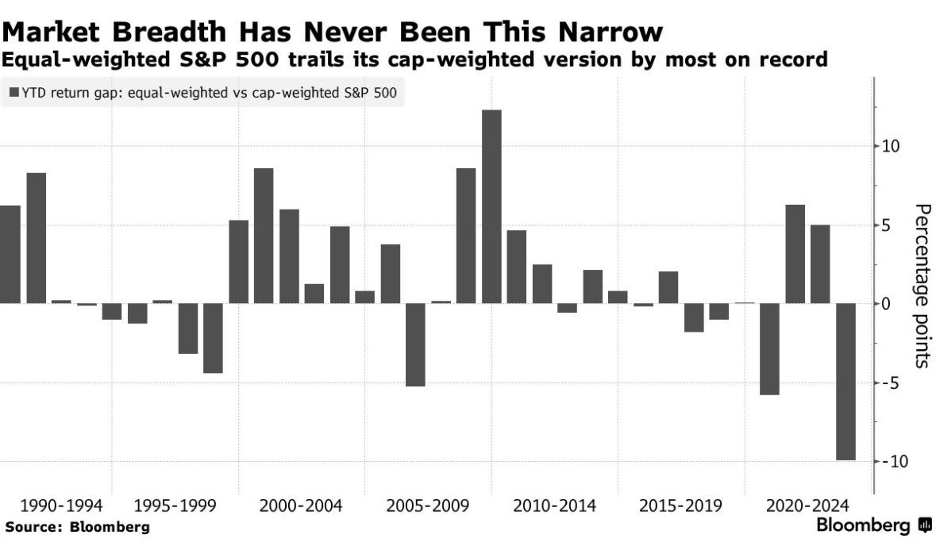 Market Breadth Has Never Been This Narrow
Equal-weighted S&P 500 trails its cap-weighted version by most on record
YTD return gap: equal-weighted vs cap-weighted S&P 500
10
5
0
-5
-10
Percentage points
1990-1994 1995-1999 2000-2004 2005-2009 2010-2014 2015-2019 2020-2024
Source: Bloomberg
Bloomberg